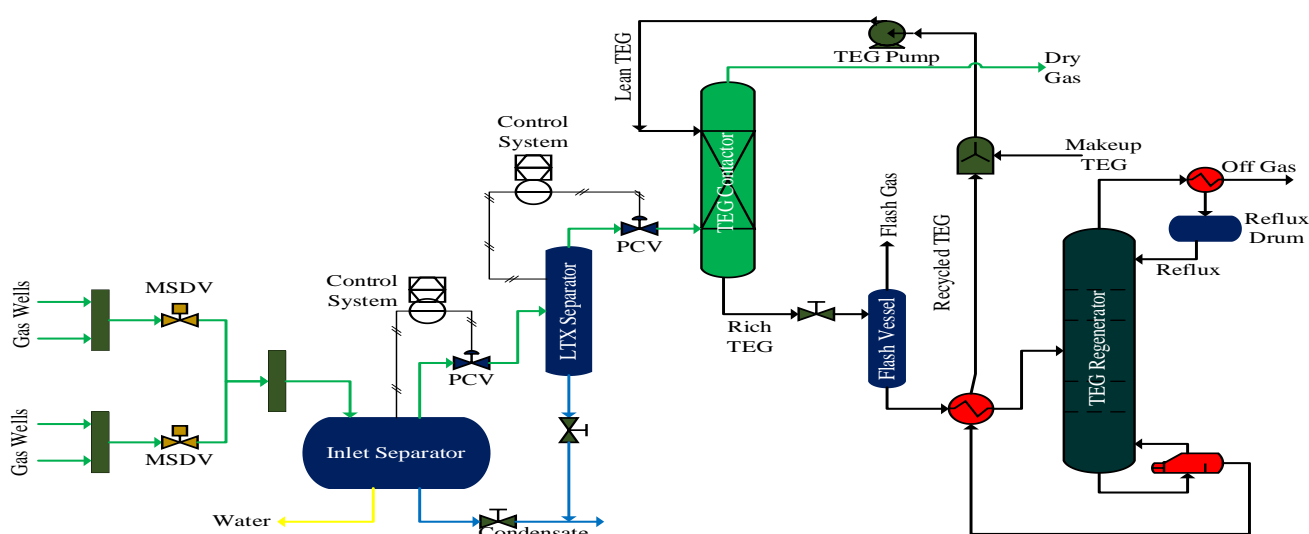 Lean TEG
TEG Pump
Dry
Gas
Control
System
TEG Contactor
Makeup
TEG
Off Gas
PCV
Flash Gas
Recycled TEG
Reflux
Drum
Reflux
Control
System
MSDV
Gas Wells
LTX Separator
Rich
TEG
Flash Vessel
TEG Regenerator
PCV
Gas Wells
MSDV
Inlet Separator
Water
Condensate